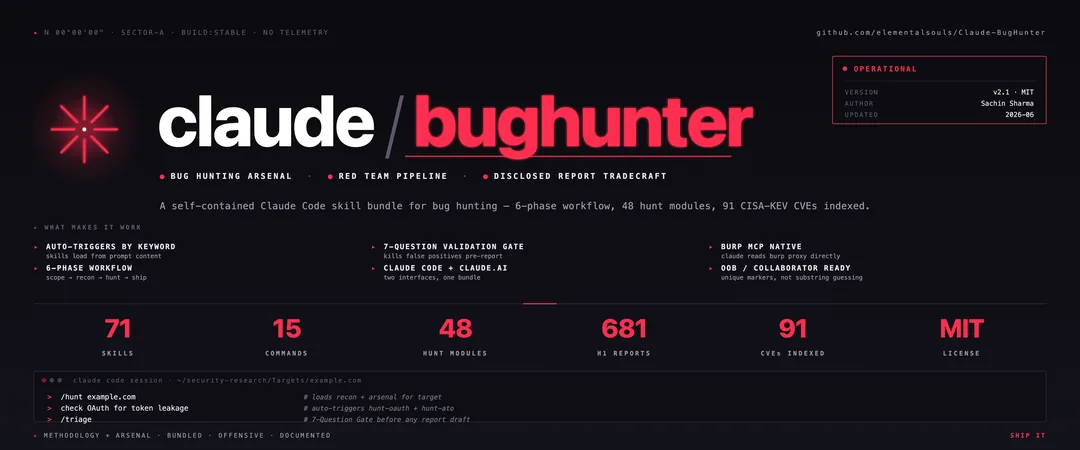 ▸ N 00°00'00" · SECTOR-A · BUILD:STABLE · NO TELEMETRY
github.com/elementalsouls/Claude-BugHunter
● OPERATIONAL
VERSION v2.1 · MIT
AUTHOR Sachin Sharma
UPDATED 2026-06
claude/bughunter
● BUG HUNTING ARSENAL · ● RED TEAM PIPELINE · ● DISCLOSED REPORT TRADECRAFT
A self-contained Claude Code skill bundle for bug hunting — 6-phase workflow, 48 hunt modules, 91 CISA-KEV CVEs indexed.
▸ WHAT MAKES IT WORK
▸ AUTO-TRIGGERS BY KEYWORD
skills load from prompt content
▸ 6-PHASE WORKFLOW
scope → recon → hunt → ship
▸ 7-QUESTION VALIDATION GATE
kills false positives pre-report
▸ CLAUDE CODE + CLAUDE.AI
two interfaces, one bundle
▸ BURP MCP NATIVE
claude reads burp proxy directly
▸ OOB / COLLABORATOR READY
unique markers, not substring guessing
71
SKILLS
15
COMMANDS
48
HUNT MODULES
681
H1 REPORTS
91
CVEs INDEXED
MIT
LICENSE
claude code session · ~/security-research/Targets/example.com
> /hunt example.com # loads recon + arsenal for target
> check OAuth for token leakage # auto-triggers hunt-oauth + hunt-ato
> /triage # 7-Question Gate before any report draft
▸ METHODOLOGY + ARSENAL · BUNDLED · OFFENSIVE · DOCUMENTED
SHIP IT